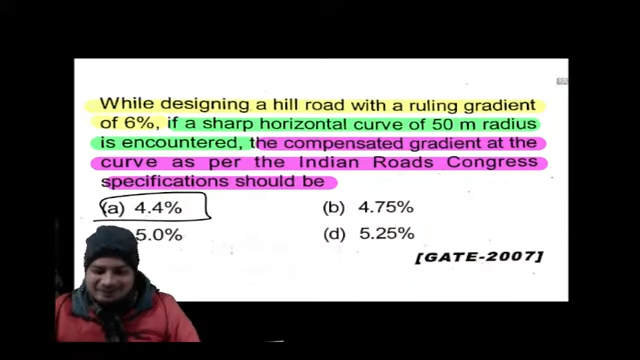 While designing a hill road with a ruling gradient
of 6%, if a sharp horizontal curve of 50 m radius
is encountered, the compensated gradient at the
curve as per the Indian Roads Congress
specifications should be
(a) 4.4% (b) 4.75%
5.0% (d) 5.25%
[GATE-2007]